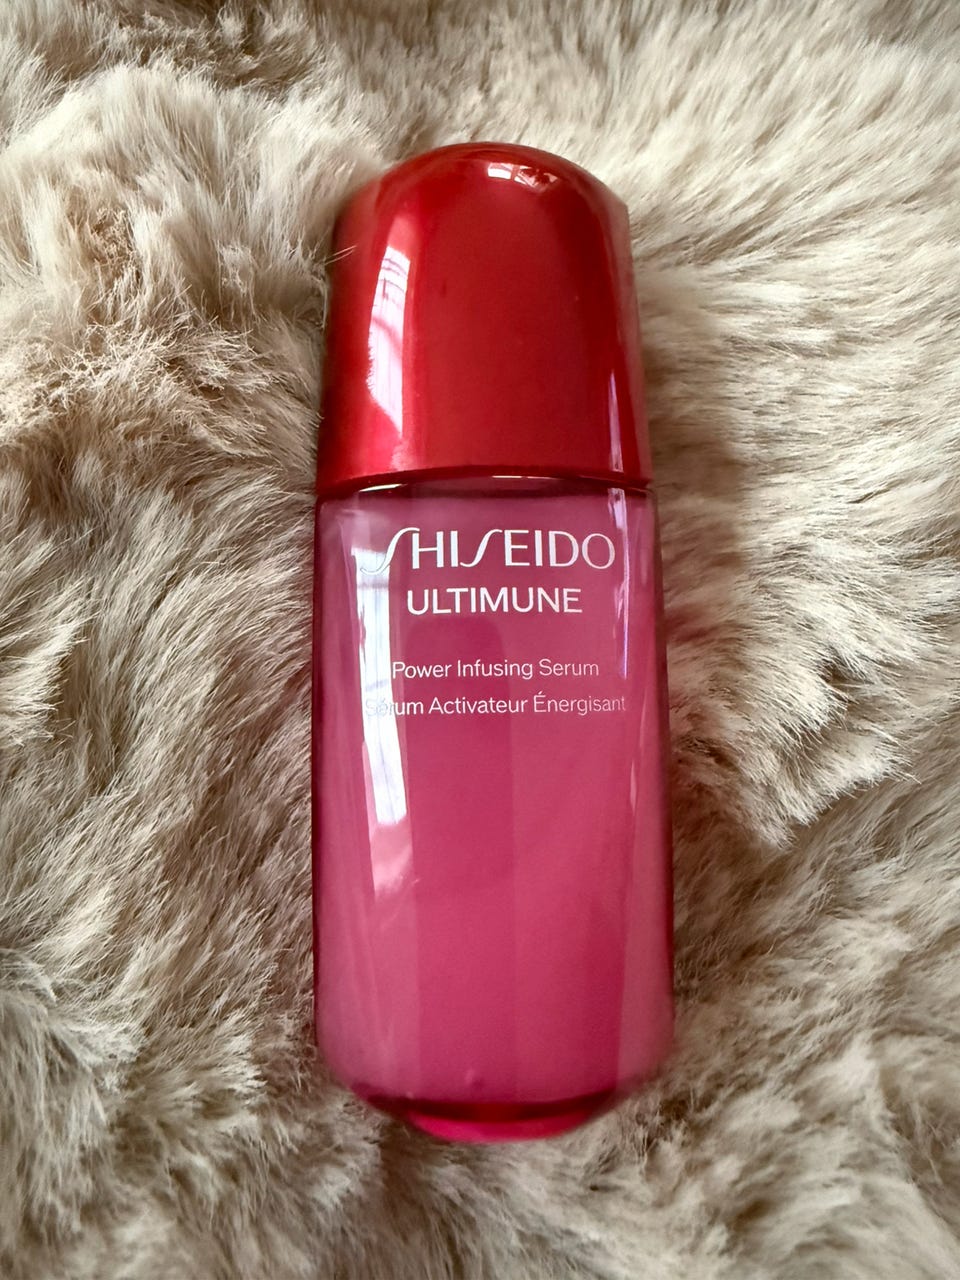 SHISEIDO
ULTIMUNE
Power Infusing Serum
Sérum Activateur Énergisant